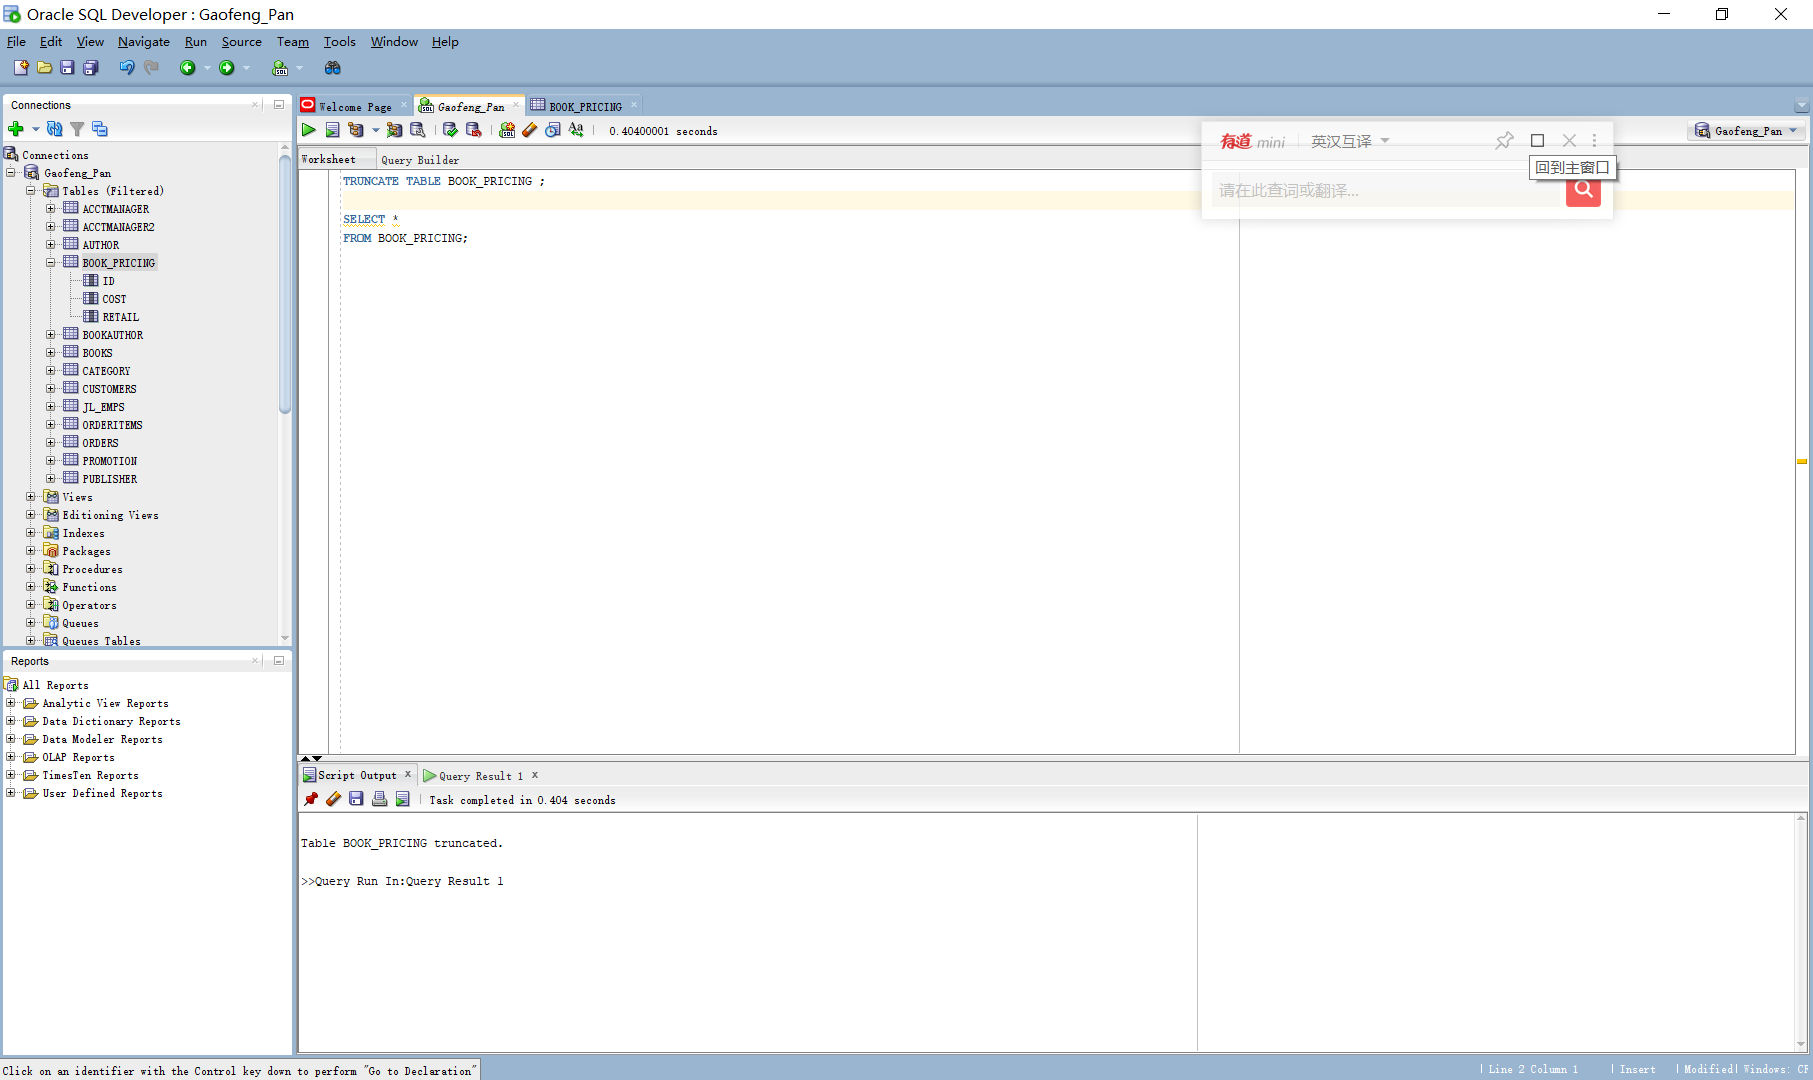 Oracle SQL Developer : Gaofeng_Pan
File Edit View Navigate Run Source Team Tools Window Help
Connections
Connections
Gaofeng_Pan
Tables (Filtered)
ACCTMANAGER
ACCTMANAGER2
AUTHOR
BOOK_PRICING
ID
COST
RETAIL
BOOKAUTHOR
BOOKS
CATEGORY
CUSTOMERS
JL_EMPS
ORDERITEMS
ORDERS
PROMOTION
PUBLISHER
Views
Editioning Views
Indexes
Packages
Procedures
Functions
Operators
Queues
Queues Tables
Reports
All Reports
Analytic View Reports
Data Dictionary Reports
Data Modeler Reports
OLAP Reports
TimesTen Reports
User Defined Reports
Welcome Page Gaofeng_Pan BOOK_PRICING
0.40400001 seconds
Gaofeng_Pan
Worksheet Query Builder
TRUNCATE TABLE BOOK_PRICING ;
SELECT *
FROM BOOK_PRICING;
有道 mini 英汉互译
回到主窗口
请在此查词或翻译...
Script Output Query Result 1
Task completed in 0.404 seconds
Table BOOK_PRICING truncated.
>>Query Run In:Query Result 1
Click on an identifier with the Control key down to perform "Go to Declaration"
Line 2 Column 1 Insert Modified Windows: CR